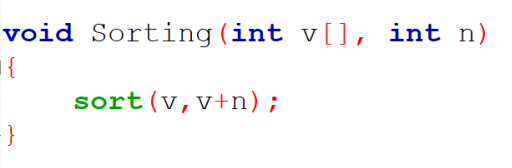 void Sorting(int v[], int n)
{
sort(v,v+n);
}